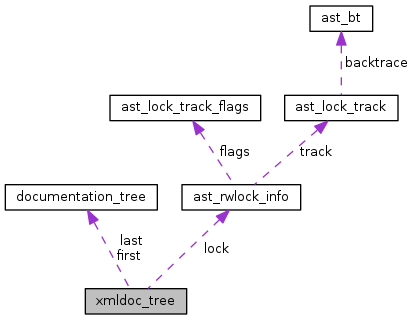 ast_bt
backtrace
ast_lock_track_flags
ast_lock_track
flags
track
documentation_tree
ast_rwlock_info
last
first
lock
xmldoc_tree